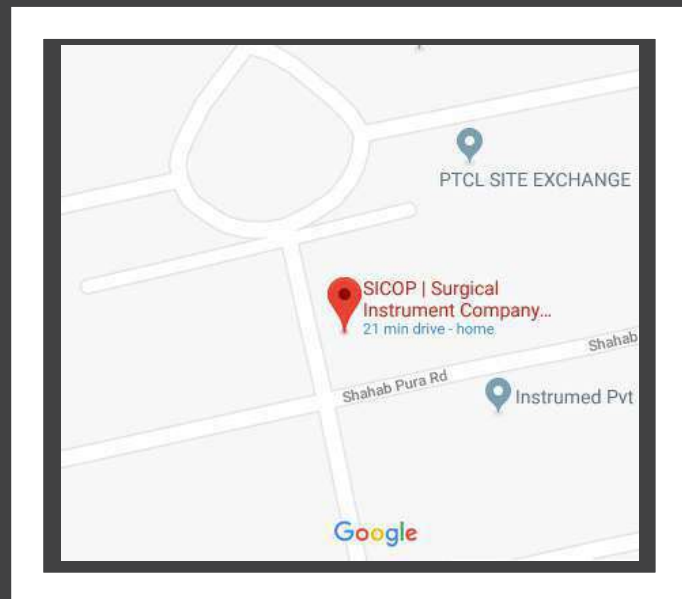 PTCL SITE EXCHANGE
SICOP | Surgical
Instrument Company...
21 min drive - home
Shahab
Shahab Pura Rd
Instrumed Pvt
Google